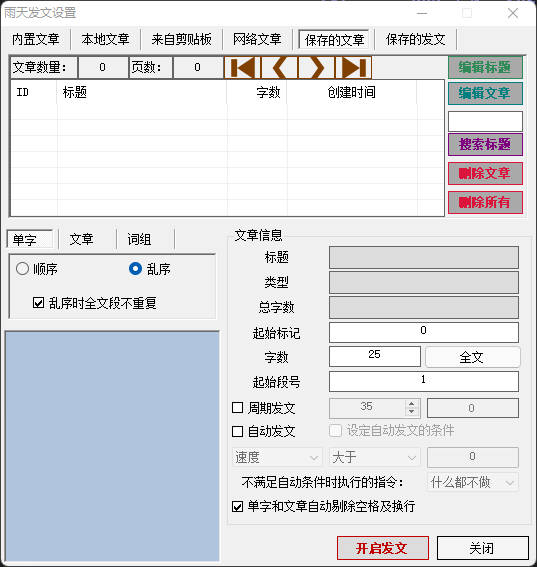 雨天发文设置
内置文章 本地文章 来自剪贴板 网络文章 保存的文章 保存的发文
文章数量： 0 页数： 0 编辑标题
ID 标题 字数 创建时间 编辑文章
搜索标题
删除文章
删除所有
单字 文章 词组
顺序 乱序
乱序时全文段不重复
文章信息
标题
类型
总字数
起始标记 0
字数 25 全文
起始段号 1
周期发文 35 0
自动发文 设定自动发文的条件
速度 大于 0
不满足自动条件时执行的指令： 什么都不做
单字和文章自动剔除空格及换行
开启发文 关闭